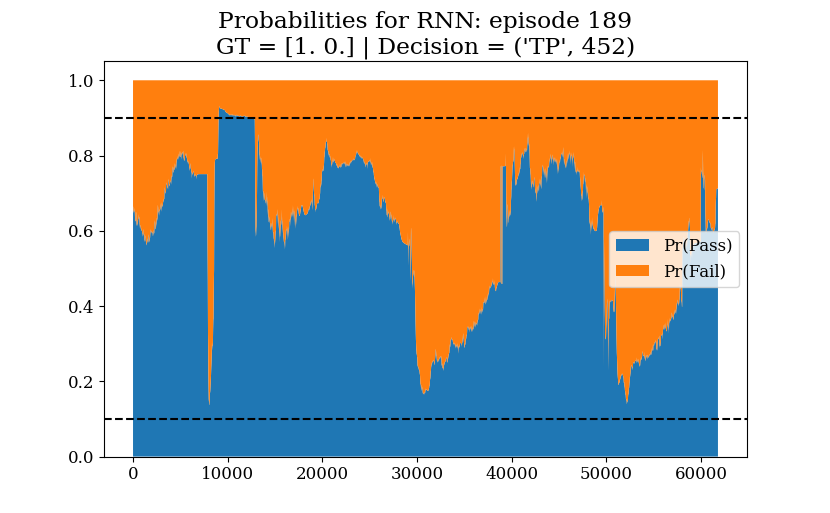 Probabilities for RNN: episode 189
GT = [1. 0.] | Decision = ('TP', 452)
1.0
0.8
0.6
0.4
0.2
0.0
Pr(Pass)
Pr(Fail)
0 10000 20000 30000 40000 50000 60000